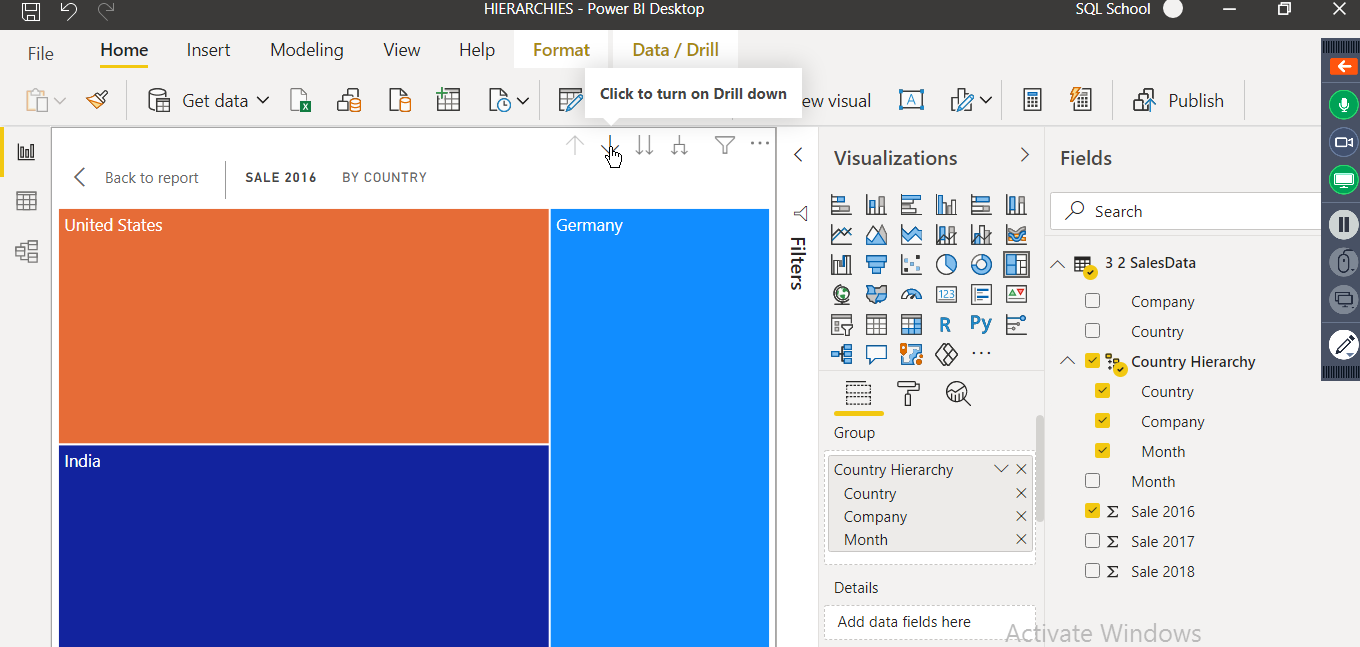 HIERARCHIES - Power BI Desktop
SQL School
File
Home
Insert
Modeling
View
Help
Format
Data / Drill
Get data
Click to turn on Drill down
ew visual
A
Publish
Back to report
SALE 2016
BY COUNTRY
United States
Germany
India
Filters
Visualizations
123
R
Py
Group
Country Hierarchy
Country
Company
Month
Details
Add data fields here
Fields
Search
3 2 SalesData
Company
Country
Country Hierarchy
Country
Company
Month
Month
Σ Sale 2016
Σ Sale 2017
Σ Sale 2018
Activate Windows